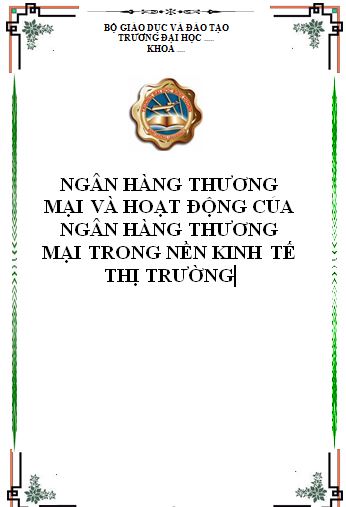 BỘ GIÁO DỤC VÀ ĐÀO TẠO
TRƯỜNG ĐẠI HỌC .....
KHOA ...
NGÂN HÀNG THƯƠNG
MẠI VÀ HOẠT ĐỘNG CỦA
NGÂN HÀNG THƯƠNG
MẠI TRONG NỀN KINH TẾ
THỊ TRƯỜNG